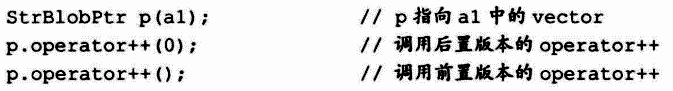 StrBlobPtr p(a1); // p 指向 a1 中的 vector
p.operator++(0); // 调用后置版本的 operator++
p.operator++(); // 调用前置版本的 operator++